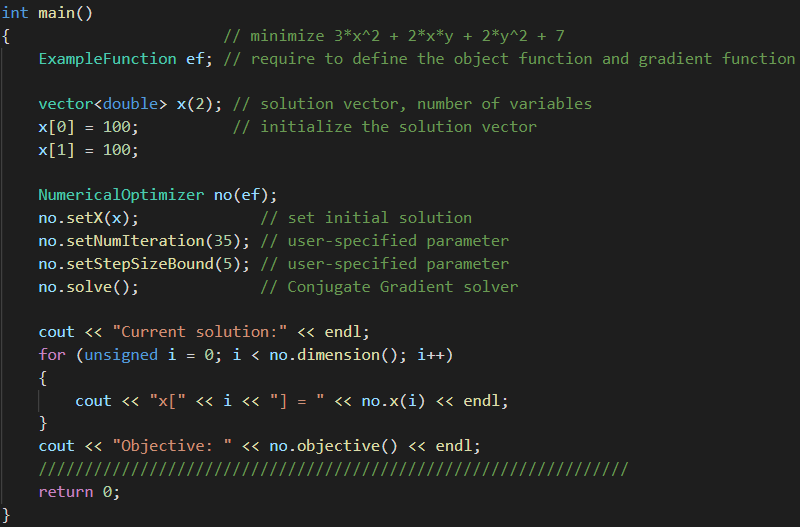 int main()
{                       // minimize 3*x^2 + 2*x*y + 2*y^2 + 7
    ExampleFunction ef; // require to define the object function and gradient function

    vector<double> x(2); // solution vector, number of variables
    x[0] = 100;          // initialize the solution vector
    x[1] = 100;

    NumericalOptimizer no(ef);
    no.setX(x);             // set initial solution
    no.setNumIteration(35); // user-specified parameter
    no.setStepSizeBound(5); // user-specified parameter
    no.solve();             // Conjugate Gradient solver

    cout << "Current solution:" << endl;
    for (unsigned i = 0; i < no.dimension(); i++)
    {
        cout << "x[" << i << "] = " << no.x(i) << endl;
    }
    cout << "Objective: " << no.objective() << endl;
    ////////////////////////////////////////////////////////////////
    return 0;
}